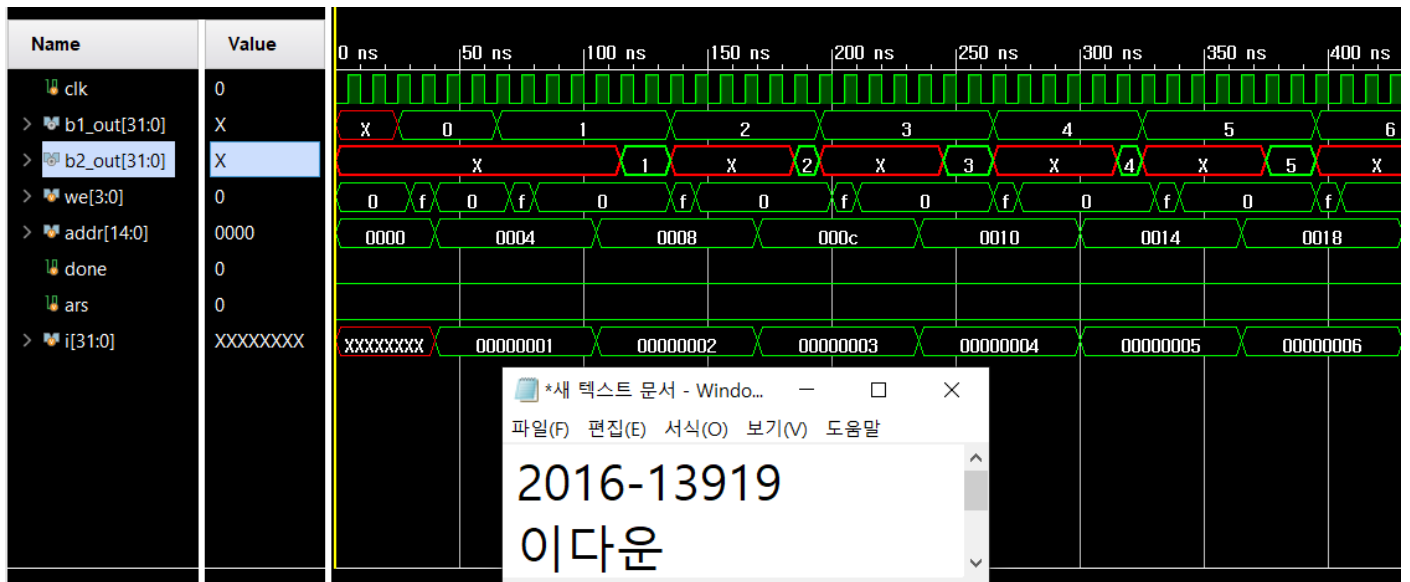 Name Value
0 ns 50 ns 100 ns 150 ns 200 ns 250 ns 300 ns 350 ns 400 ns
clk 0
b1_out[31:0] X X 0 1 2 3 4 5 6
b2_out[31:0] X X 1 X 2 X 3 X 4 X 5 X
we[3:0] 0 0 f 0 f 0 f 0 f 0 f 0 f 0 f
addr[14:0] 0000 0000 0004 0008 000c 0010 0014 0018
done 0
ars 0
i[31:0] XXXXXXXX XXXXXXXX 00000001 00000002 00000003 00000004 00000005 00000006
*새 텍스트 문서 - Windo...
파일(F) 편집(E) 서식(O) 보기(V) 도움말
2016-13919
이다운